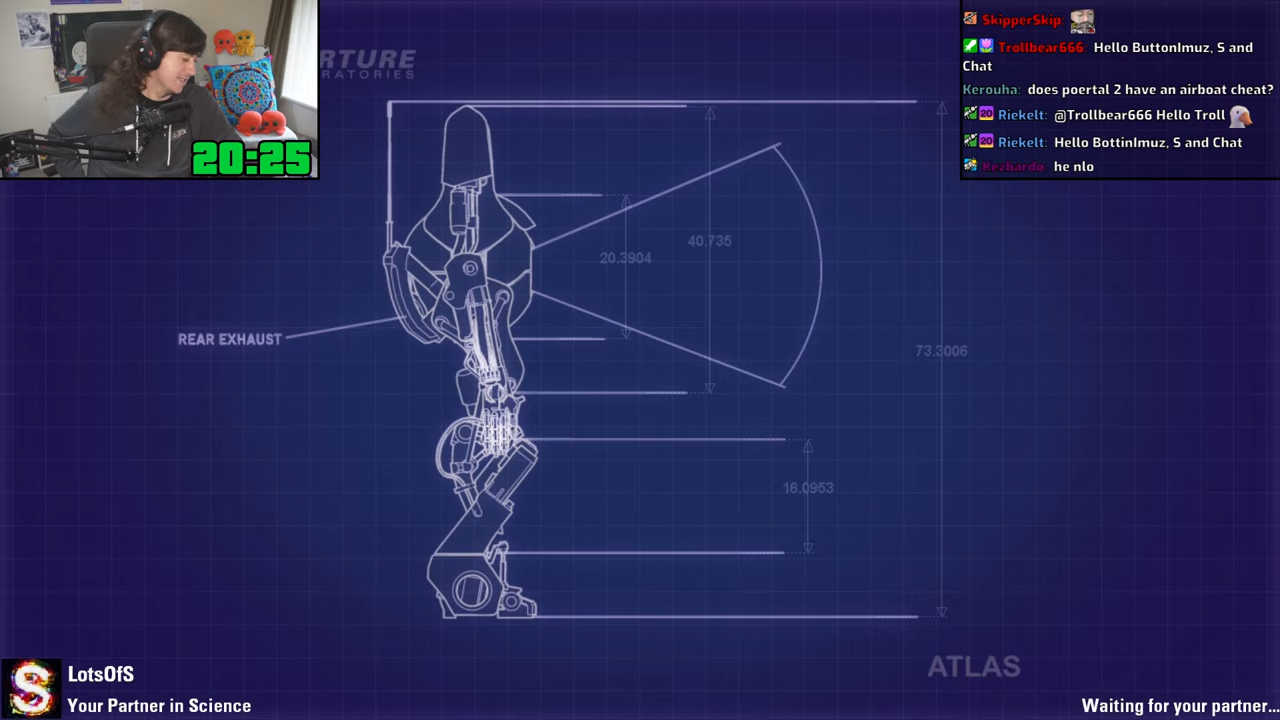 SkipperSkip:
Trollbear666: Hello ButtonImuz, S and
Chat
Kerouha: does poertal 2 have an airboat cheat?
20 Riekelt: @Trollbear666 Hello Troll
20 Riekelt: Hello BottinImuz, S and Chat
Kezbardo: he nlo
20:25
RTURE
RATORIES
20.3904
40.735
73.3006
REAR EXHAUST
16.0953
ATLAS
S
LotsOfS
Your Partner in Science
Waiting for your partner...